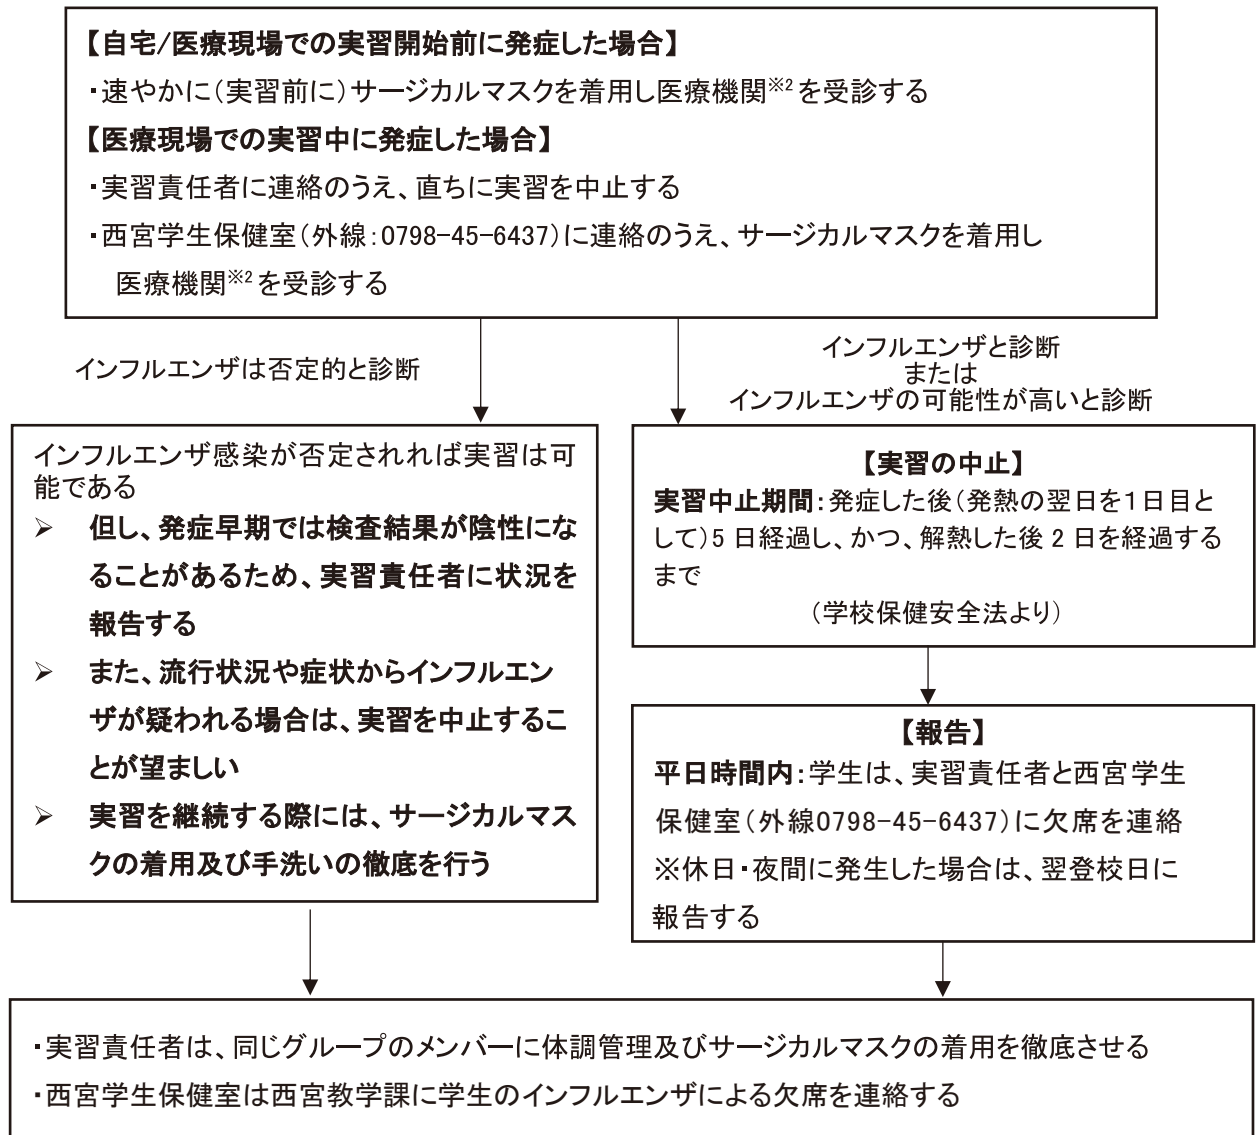 【自宅/医療現場での実習開始前に発症した場合】
・速やかに(実習前に)サージカルマスクを着用し医療機関※2を受診する
【医療現場での実習中に発症した場合】
・実習責任者に連絡のうえ、直ちに実習を中止する
・西宮学生保健室(外線:0798-45-6437)に連絡のうえ、サージカルマスクを着用し
医療機関※2を受診する
インフルエンザは否定的と診断
インフルエンザと診断
または
インフルエンザの可能性が高いと診断
インフルエンザ感染が否定されれば実習は可
能である
➢ 但し、発症早期では検査結果が陰性にな
ることがあるため、実習責任者に状況を
報告する
➢ また、流行状況や症状からインフルエン
ザが疑われる場合は、実習を中止するこ
とが望ましい
➢ 実習を継続する際には、サージカルマス
クの着用及び手洗いの徹底を行う
【実習の中止】
実習中止期間:発症した後(発熱の翌日を1日目と
して)5 日経過し、かつ、解熱した後 2 日を経過する
まで
(学校保健安全法より)
【報告】
平日時間内:学生は、実習責任者と西宮学生
保健室(外線0798-45-6437)に欠席を連絡
※休日・夜間に発生した場合は、翌登校日に
報告する
・実習責任者は、同じグループのメンバーに体調管理及びサージカルマスクの着用を徹底させる
・西宮学生保健室は西宮教学課に学生のインフルエンザによる欠席を連絡する